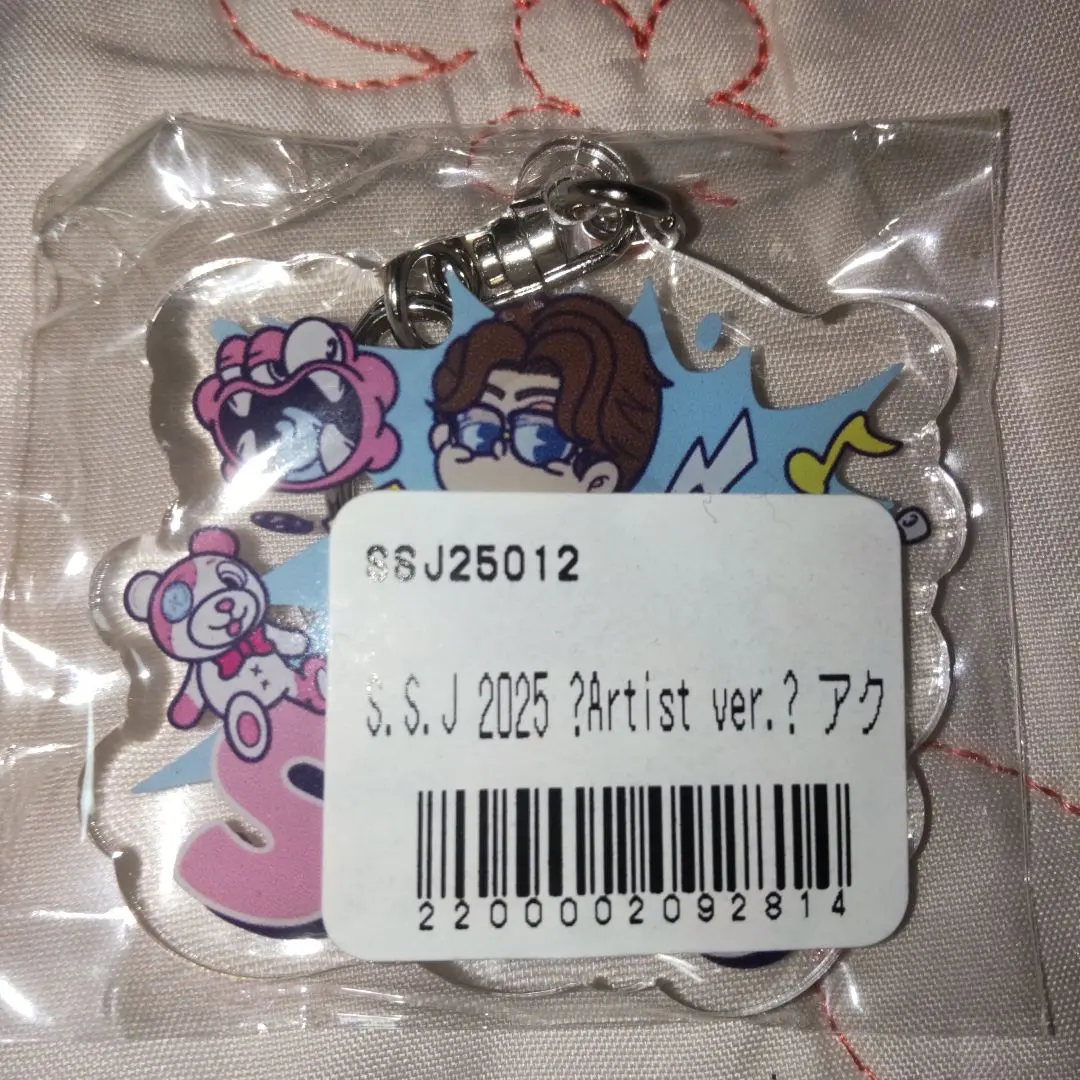 SSJ25012
S.S.J 2025 ?Artist ver.? アク
2200002092814